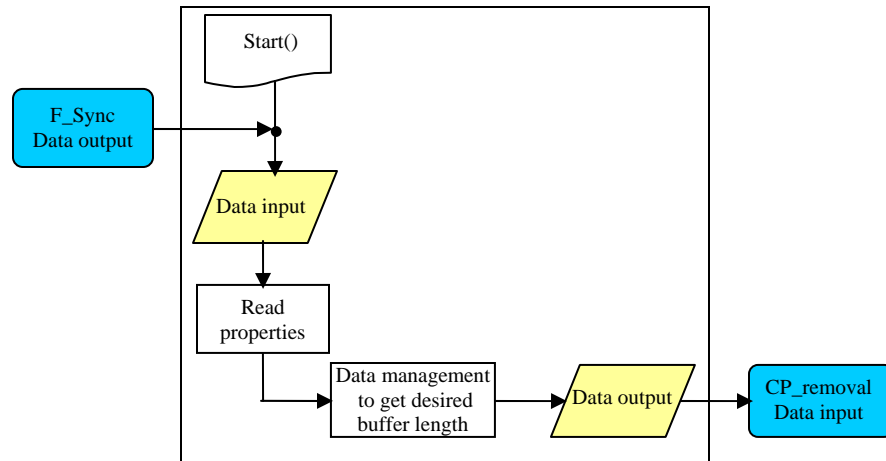 Start()
F_Sync
Data output
Data input
Read
properties
Data management
to get desired
buffer length
Data output
CP_removal
Data input